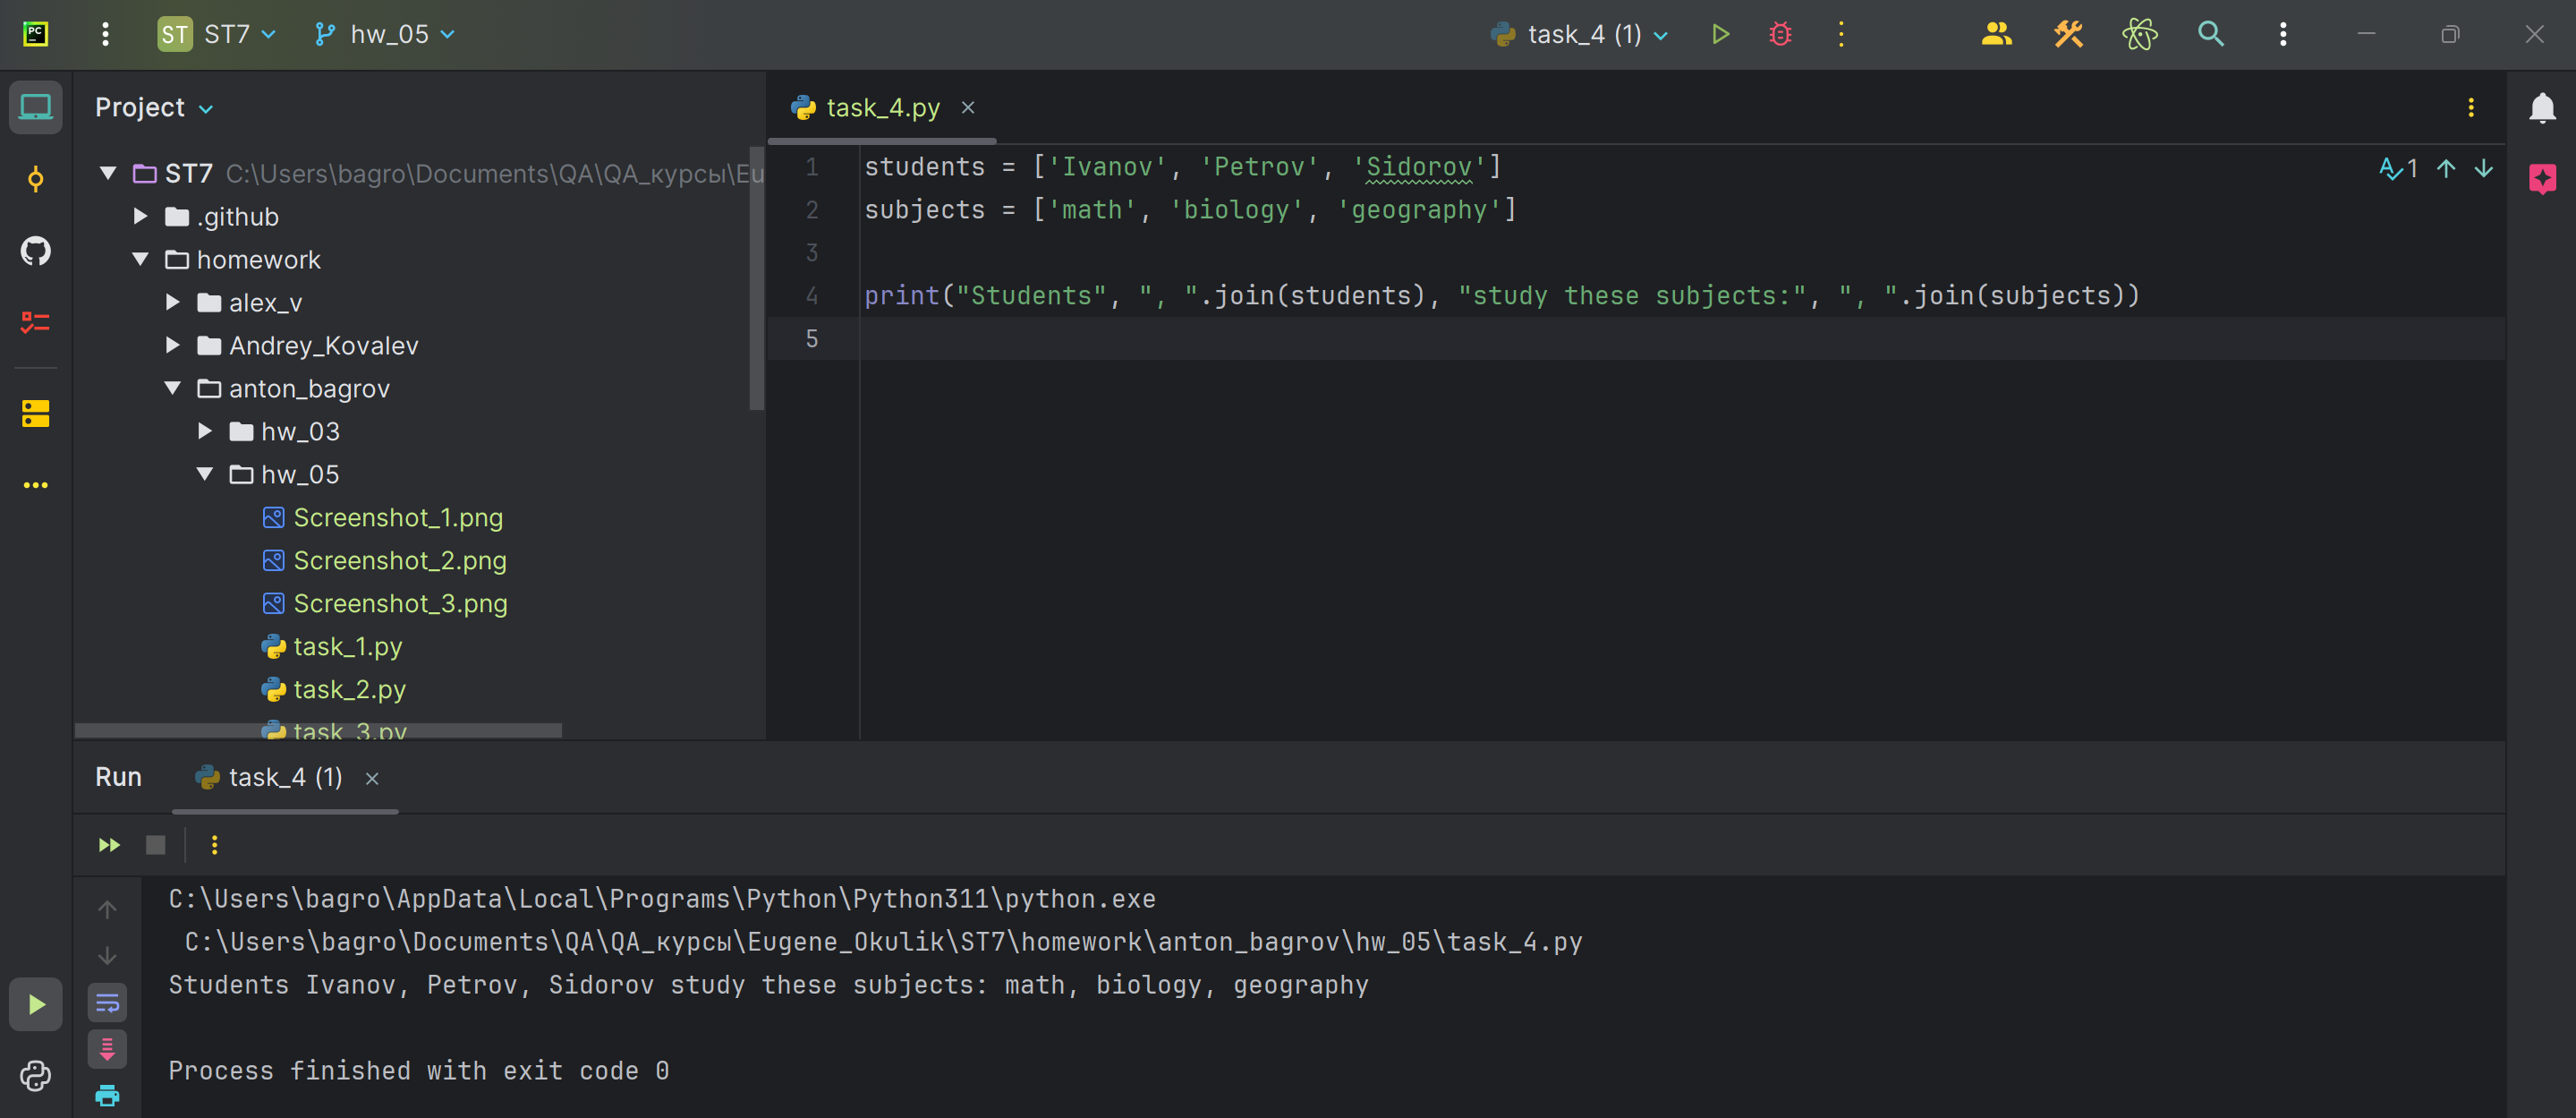 PC ST ST7 hw_05 task_4 (1)
Project
ST7 C:\Users\bagro\Documents\QA\QA_курсы\Eu
.github
homework
alex_v
Andrey_Kovalev
anton_bagrov
hw_03
hw_05
Screenshot_1.png
Screenshot_2.png
Screenshot_3.png
task_1.py
task_2.py
task_3.py
task_4.py
1 students = ['Ivanov', 'Petrov', 'Sidorov']
2 subjects = ['math', 'biology', 'geography']
3
4 print("Students", ", ".join(students), "study these subjects:", ", ".join(subjects))
5
1
Run task_4 (1)
C:\Users\bagro\AppData\Local\Programs\Python\Python311\python.exe
C:\Users\bagro\Documents\QA\QA_курсы\Eugene_Okulik\ST7\homework\anton_bagrov\hw_05\task_4.py
Students Ivanov, Petrov, Sidorov study these subjects: math, biology, geography
Process finished with exit code 0